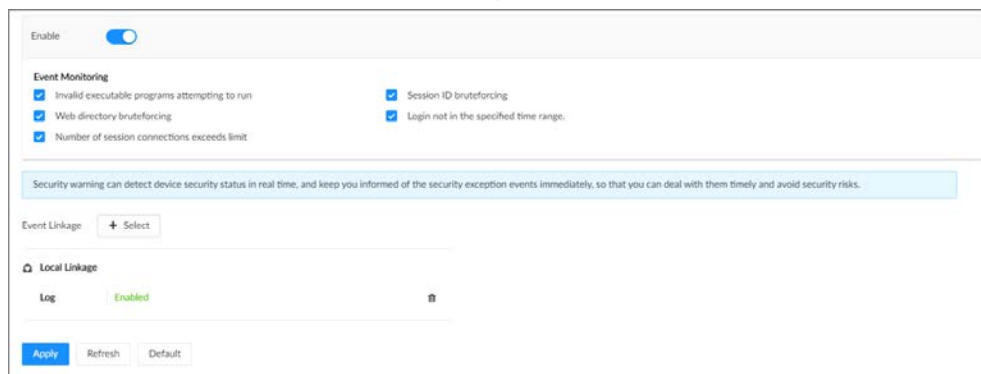 Enable
Event Monitoring
Invalid executable programs attempting to run
Session ID bruteforcing
Web directory bruteforcing
Login not in the specified time range.
Number of session connections exceeds limit
Security warning can detect device security status in real time, and keep you informed of the security exception events immediately, so that you can deal with them timely and avoid security risks.
Event Linkage + Select
Local Linkage
Log Enabled
Apply Refresh Default